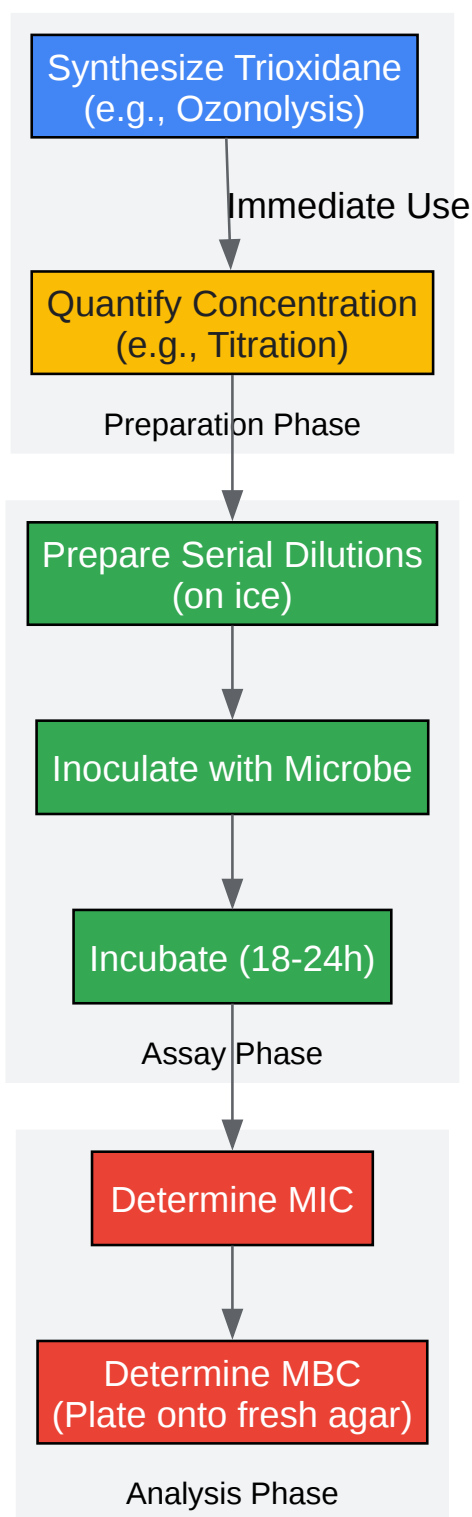 Synthesize Trioxidane
(e.g., Ozonolysis)
Immediate Use
Quantify Concentration
(e.g., Titration)
Preparation Phase
Prepare Serial Dilutions
(on ice)
Inoculate with Microbe
Incubate (18-24h)
Assay Phase
Determine MIC
Determine MBC
(Plate onto fresh agar)
Analysis Phase